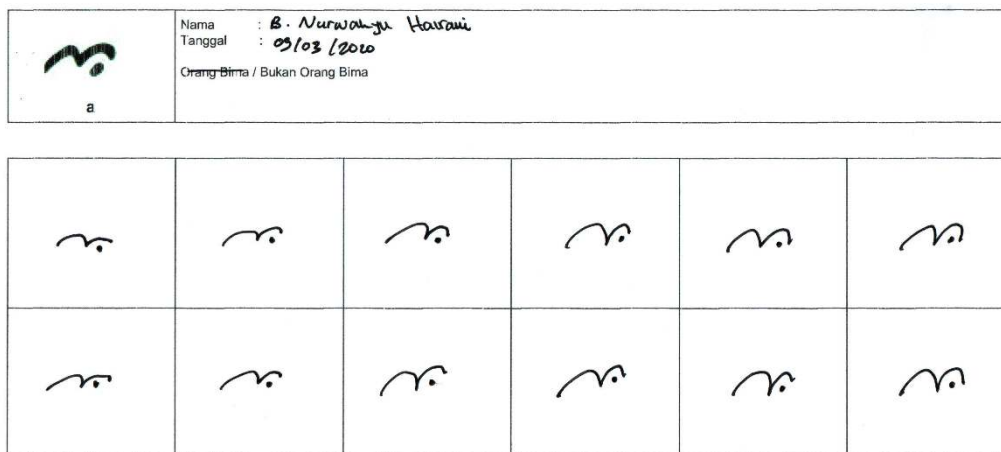 Nama : B. Nurwahyu Hairani
Tanggal : 09/03/2020
ᨕ
Orang Bima / Bukan Orang Bima
a
ᨕ ᨕ ᨕ ᨕ ᨕ ᨕ
ᨕ ᨕ ᨕ ᨕ ᨕ ᨕ